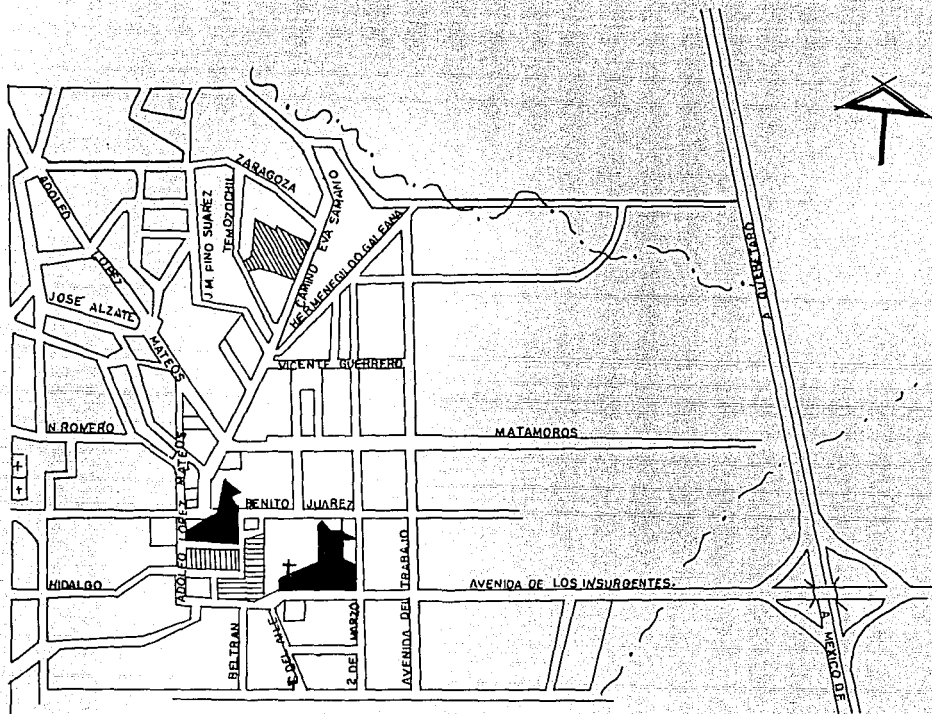 ZARAGOZA
ADOLFO
LOPEZ
MATEOS
J.M. PINO SUAREZ
TEMOZOCHIL
CAMINO EVA SAMANO
HERMENEGILDO GALEANA
A QUERETARO
JOSE ALZATE
VICENTE GUERRERO
N. ROMERO
MATAMOROS
ADOLFO LOPEZ MATEOS
BENITO JUAREZ
HIDALGO
AVENIDA DE LOS INSURGENTES.
BELTRAN
2 DE MARZO
AVENIDA DEL TRABAJO
A MEXICO DF